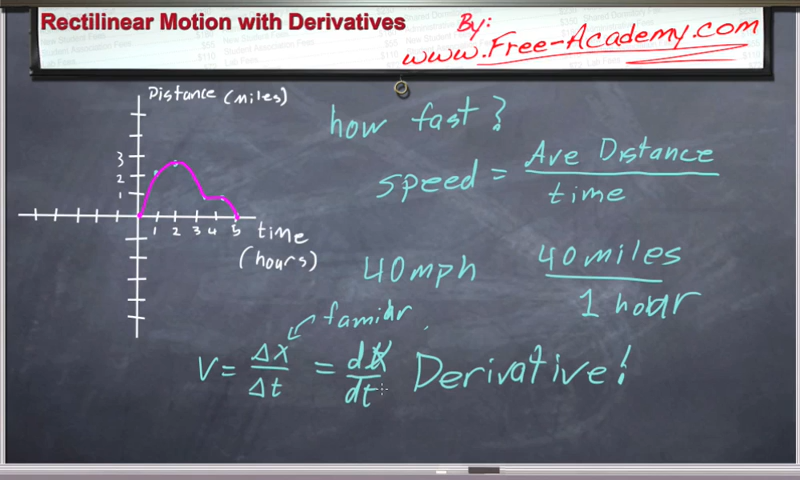 Rectilinear Motion with Derivatives
By:
www.Free-Academy.com
Distance (miles)
how fast?
speed = Ave Distance
time
3
2
1
1 2 3 4 5 time
(hours)
40mph 40 miles
1 hour
V = Δx = dx Derivative!
Δt dt